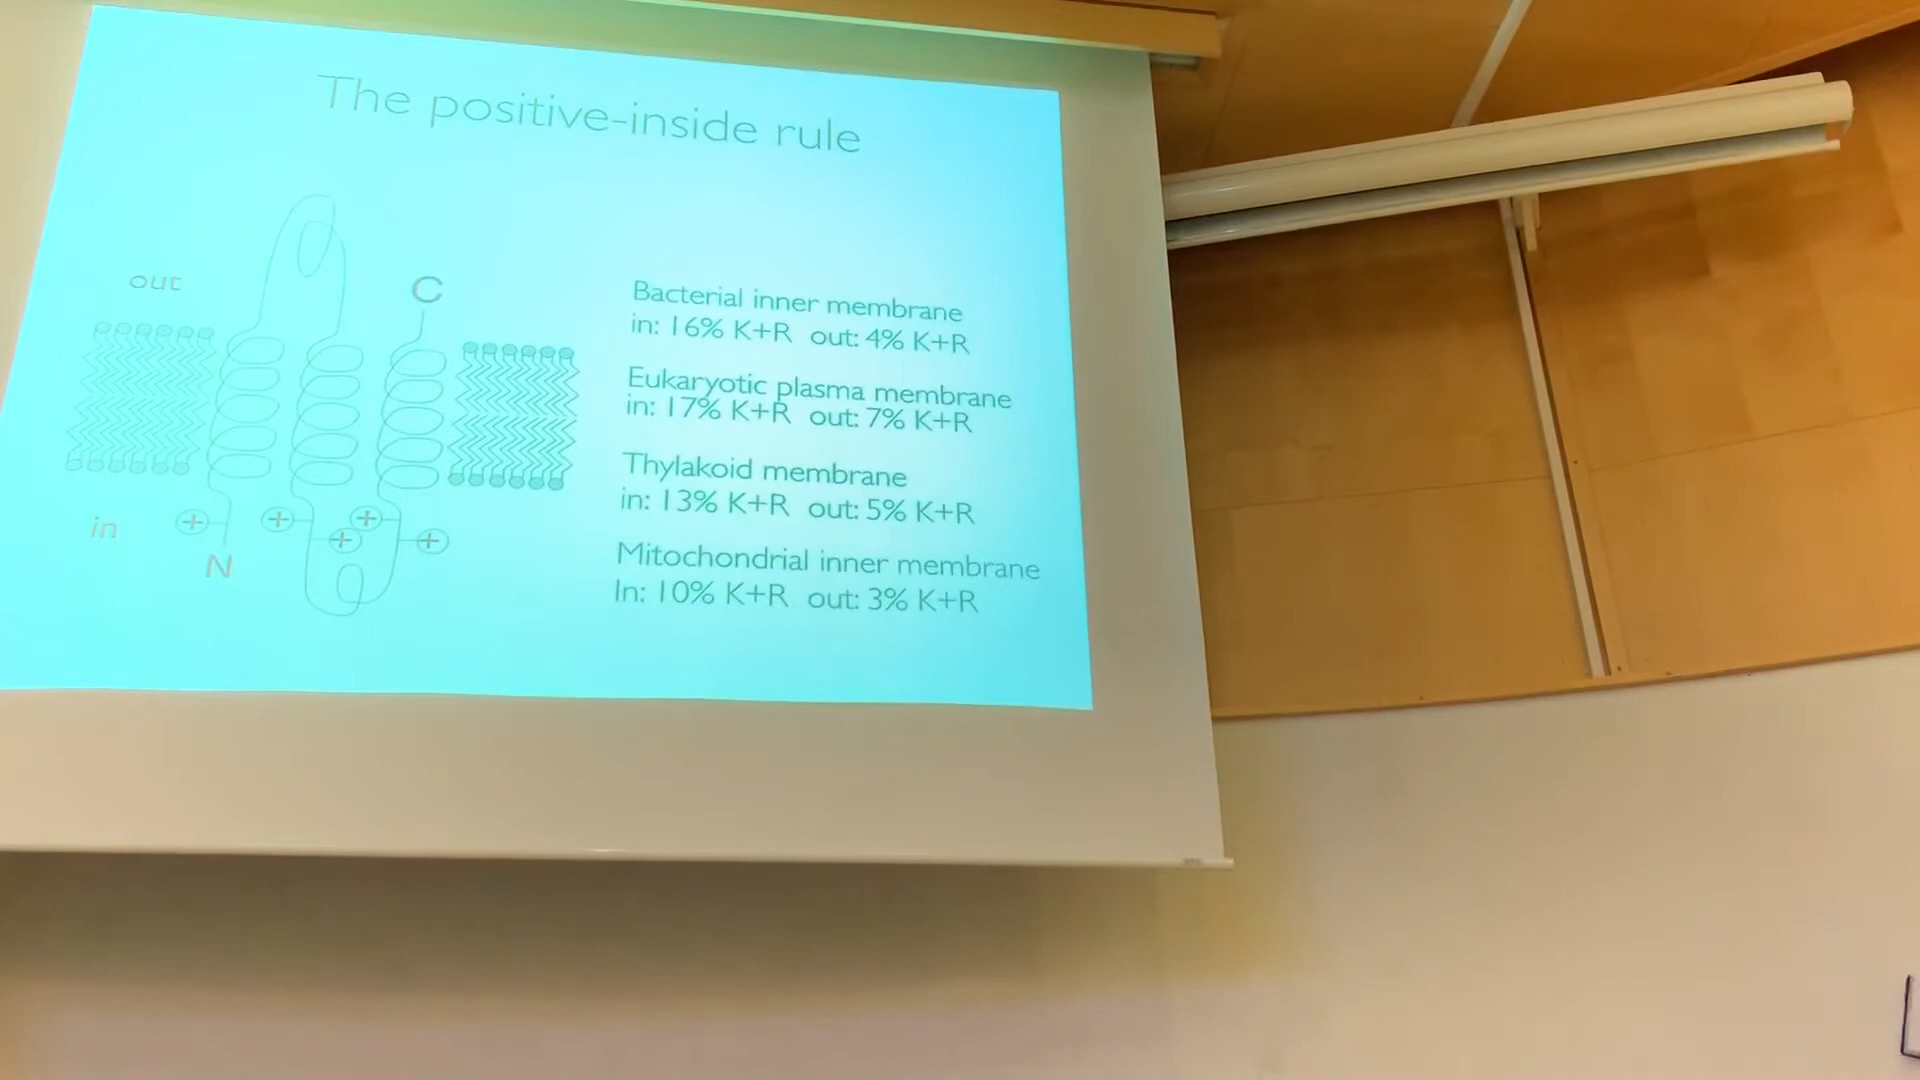 The positive-inside rule
out
C
in
N
+
+
+
+
+
Bacterial inner membrane
in: 16% K+R out: 4% K+R
Eukaryotic plasma membrane
in: 17% K+R out: 7% K+R
Thylakoid membrane
in: 13% K+R out: 5% K+R
Mitochondrial inner membrane
In: 10% K+R out: 3% K+R